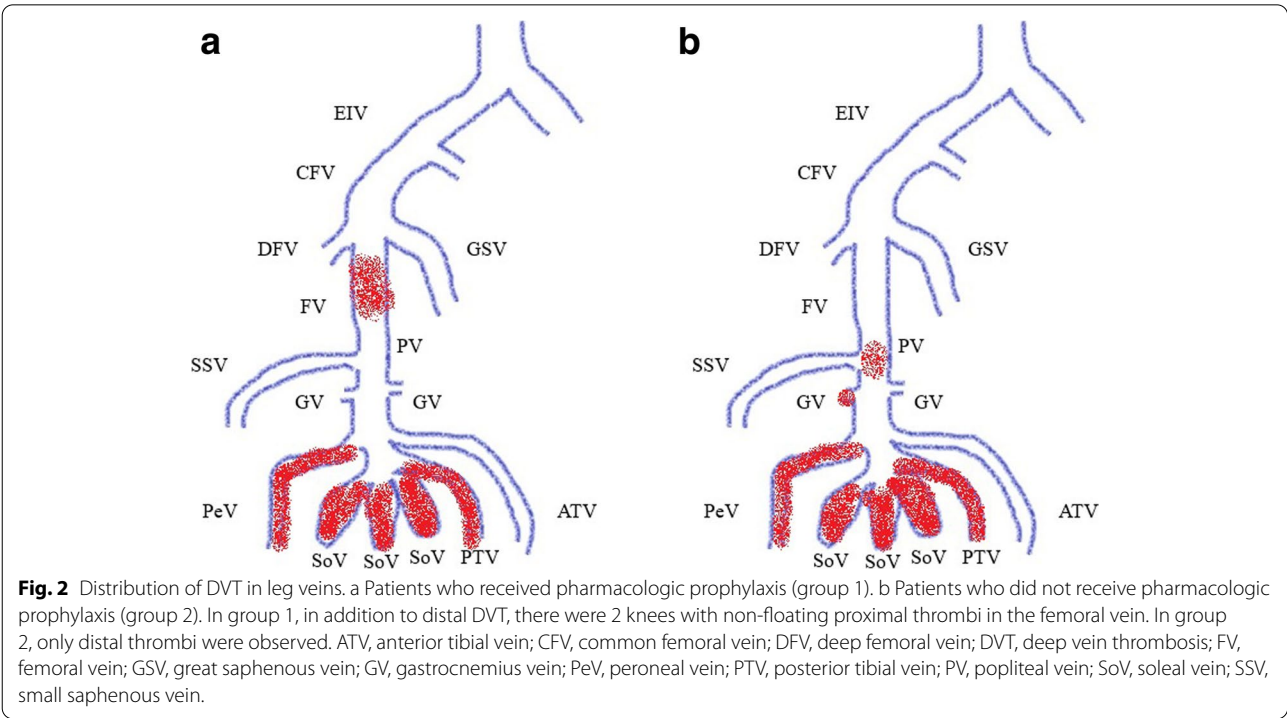 a b
EIV EIV
CFV CFV
DFV GSV DFV GSV
FV FV
PV PV
SSV SSV
GV GV GV GV
PeV ATV PeV ATV
SoV SoV SoV PTV SoV SoV SoV PTV
Fig. 2 Distribution of DVT in leg veins. a Patients who received pharmacologic prophylaxis (group 1). b Patients who did not receive pharmacologic
prophylaxis (group 2). In group 1, in addition to distal DVT, there were 2 knees with non-floating proximal thrombi in the femoral vein. In group
2, only distal thrombi were observed. ATV, anterior tibial vein; CFV, common femoral vein; DFV, deep femoral vein; DVT, deep vein thrombosis; FV,
femoral vein; GSV, great saphenous vein; GV, gastrocnemius vein; PeV, peroneal vein; PTV, posterior tibial vein; PV, popliteal vein; SoV, soleal vein; SSV,
small saphenous vein.